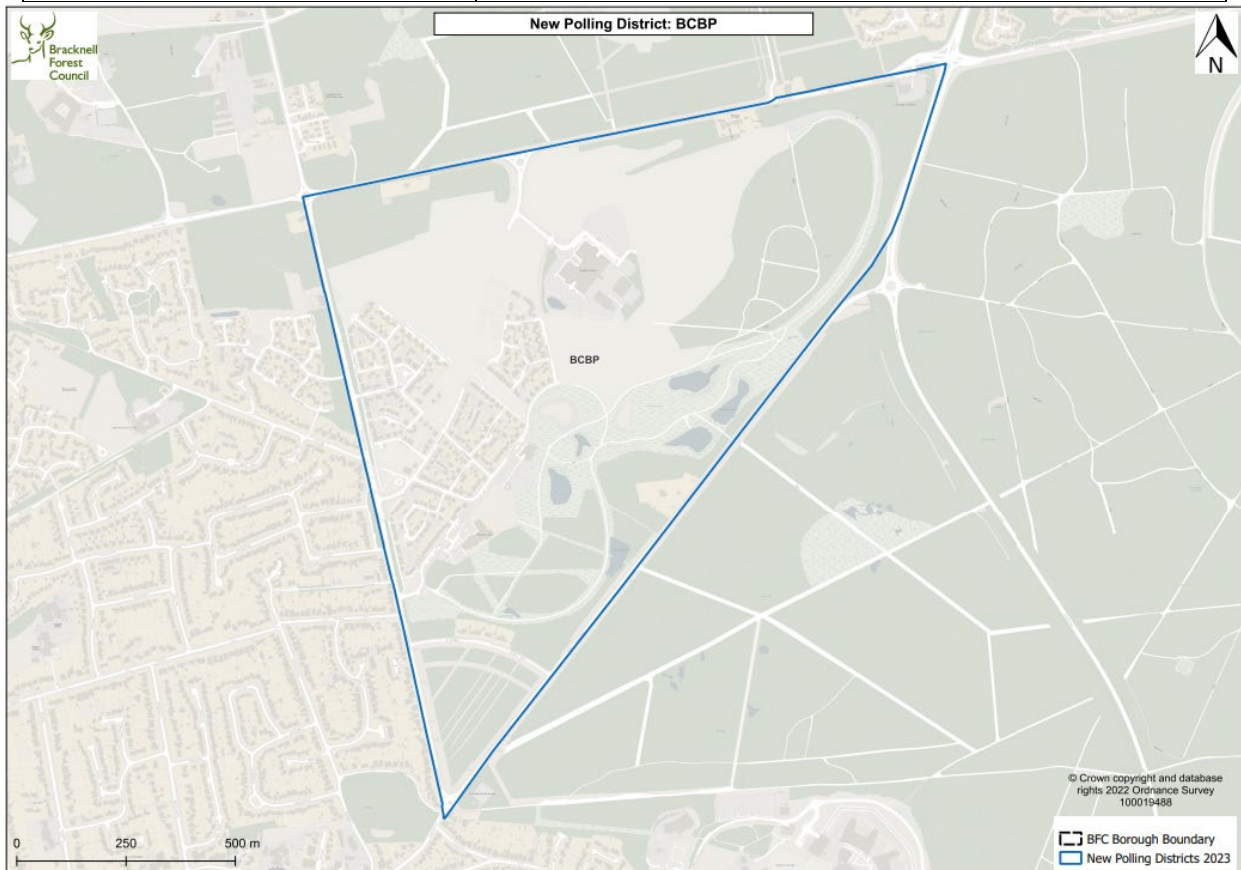 New Polling District: BCBP
Bracknell
Forest
Council
N
BCBP
© Crown copyright and database
rights 2022 Ordnance Survey
100019488
0 250 500 m
BFC Borough Boundary
New Polling Districts 2023